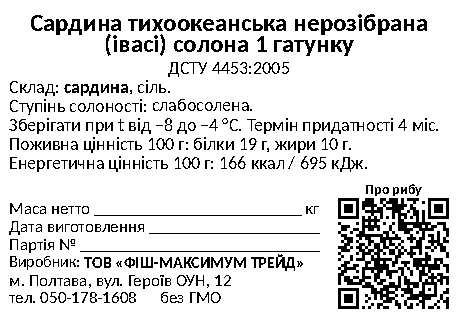 Сардина тихоокеанська нерозібрана
(івасі) солона 1 гатунку
ДСТУ 4453:2005
Склад: сардина, сіль.
Ступінь солоності: слабосолена.
Зберігати при t від −8 до −4 °С. Термін придатності 4 міс.
Поживна цінність 100 г: білки 19 г, жири 10 г.
Енергетична цінність 100 г: 166 ккал / 695 кДж.
Про рибу
Маса нетто ________________________ кг
Дата виготовлення ____________________
Партія № ____________________________
Виробник: ТОВ «ФІШ-МАКСИМУМ ТРЕЙД»
м. Полтава, вул. Героїв ОУН, 12
тел. 050-178-1608 без ГМО